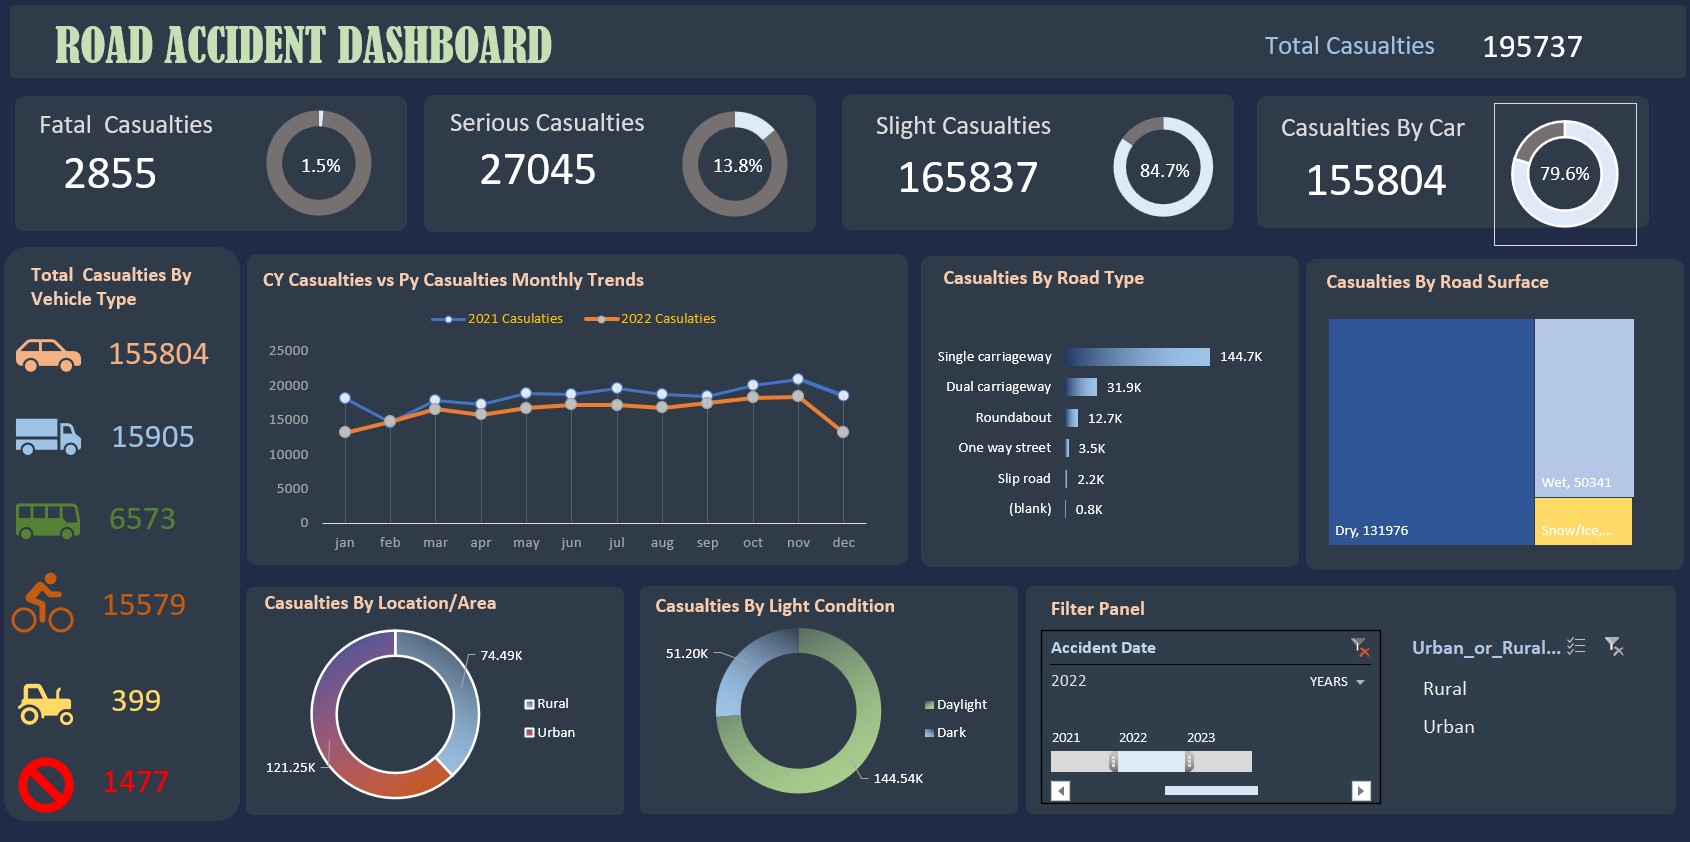 ROAD ACCIDENT DASHBOARD
Total Casualties 195737
Fatal Casualties
2855
1.5%
Serious Casualties
27045
13.8%
Slight Casualties
165837
84.7%
Casualties By Car
155804
79.6%
Total Casualties By
Vehicle Type
155804
15905
6573
15579
399
1477
CY Casualties vs Py Casualties Monthly Trends
2021 Casulaties 2022 Casulaties
25000
20000
15000
10000
5000
0
jan feb mar apr may jun jul aug sep oct nov dec
Casualties By Road Type
Single carriageway 144.7K
Dual carriageway 31.9K
Roundabout 12.7K
One way street 3.5K
Slip road 2.2K
(blank) 0.8K
Casualties By Road Surface
Wet, 50341
Dry, 131976
Snow/Ice,...
Casualties By Location/Area
74.49K
Rural
Urban
121.25K
Casualties By Light Condition
51.20K
Daylight
Dark
144.54K
Filter Panel
Accident Date
2022 YEARS
2021 2022 2023
Urban_or_Rural...
Rural
Urban